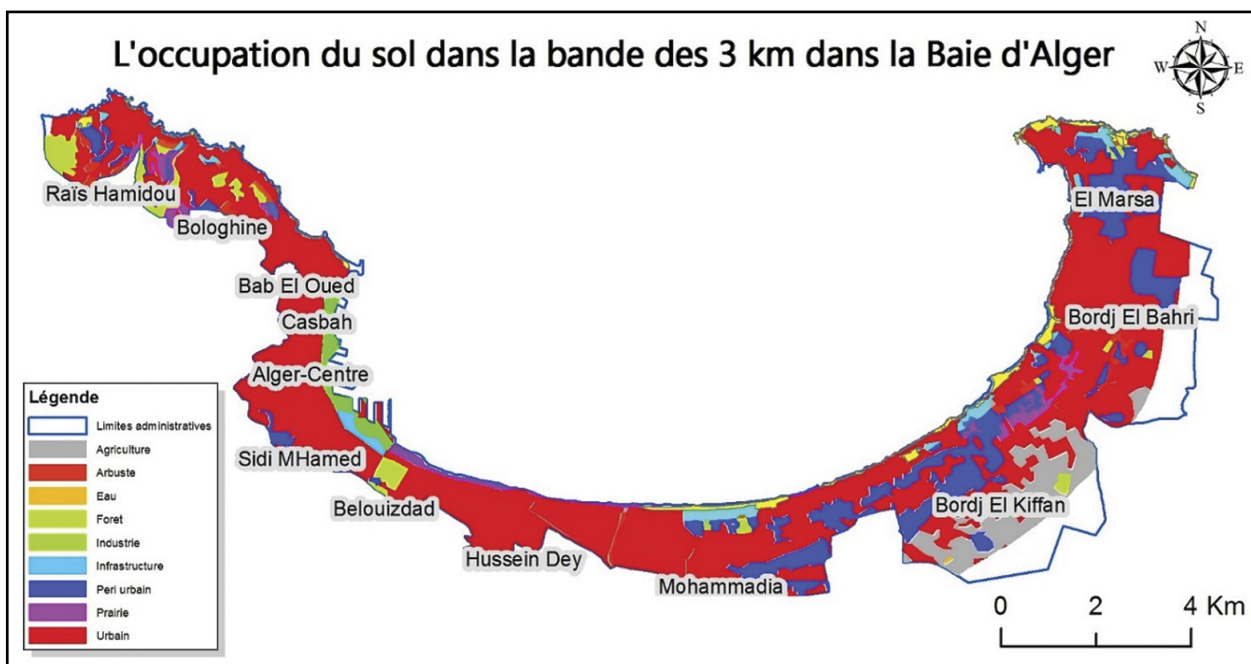 L'occupation du sol dans la bande des 3 km dans la Baie d'Alger
N
W E
S
Raïs Hamidou
Bologhine
Bab El Oued
Casbah
Alger-Centre
Sidi MHamed
Belouizdad
Hussein Dey
Mohammadia
El Marsa
Bordj El Bahri
Bordj El Kiffan
Légende
Limites administratives
Agriculture
Arbuste
Eau
Foret
Industrie
Infrastructure
Peri urbain
Prairie
Urbain
0 2 4 Km